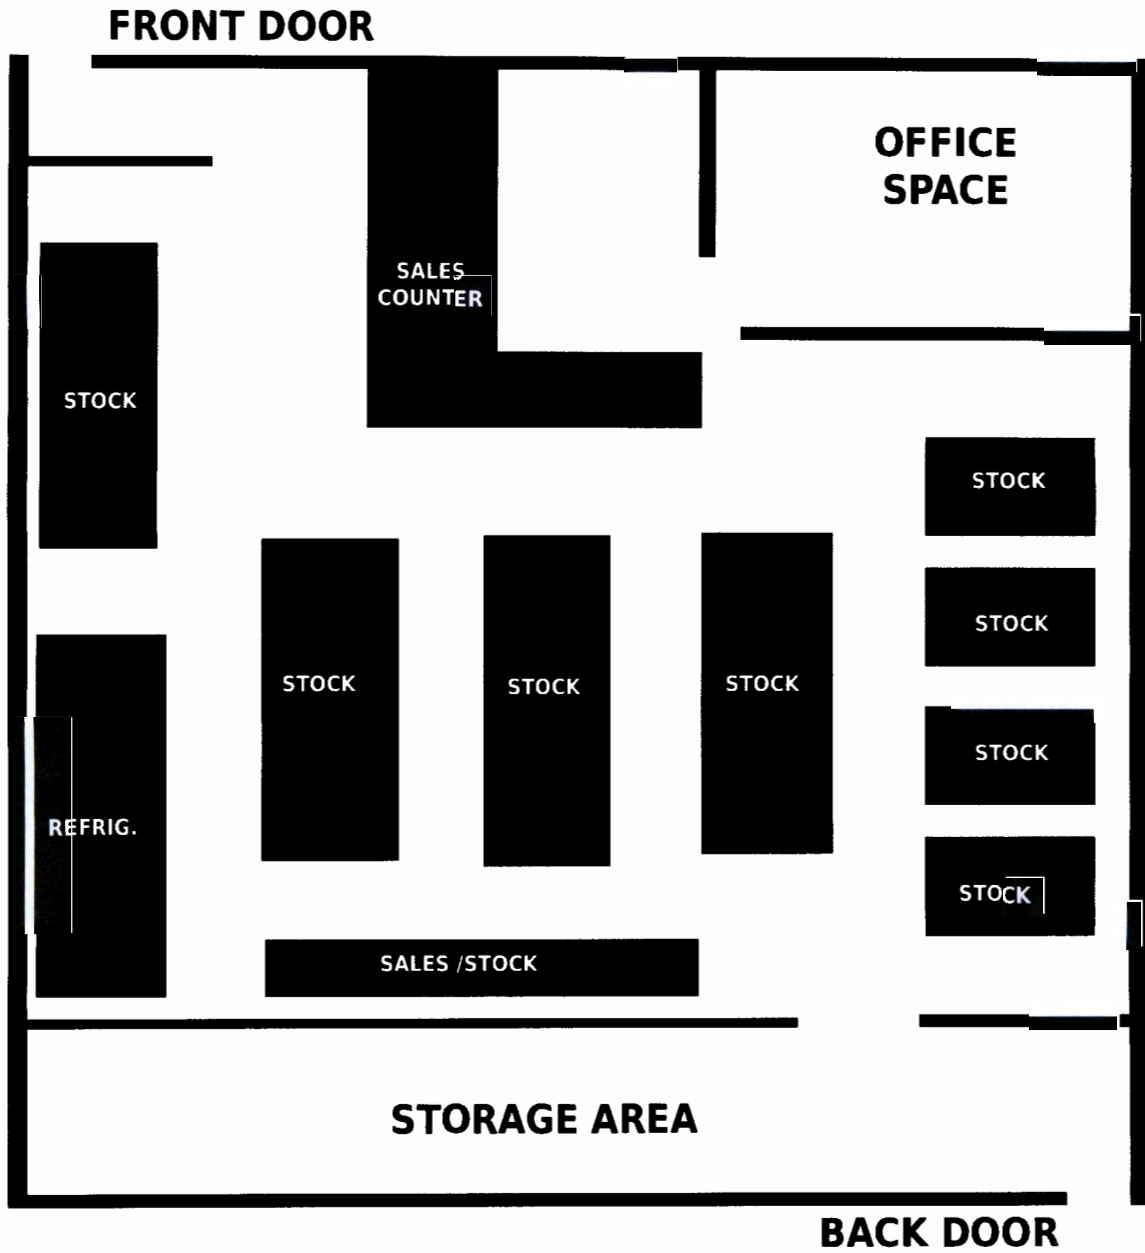 FRONT DOOR
OFFICE
SPACE
SALES
COUNTER
STOCK
STOCK
STOCK
STOCK
STOCK
STOCK
STOCK
REFRIG.
STOCK
SALES /STOCK
STORAGE AREA
BACK DOOR